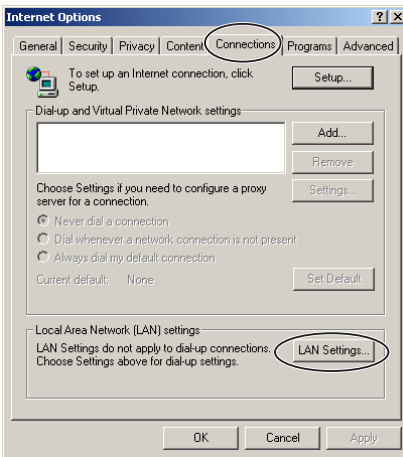 Internet Options
General Security Privacy Content Connections Programs Advanced
To set up an Internet connection, click
Setup.
Setup...
Dial-up and Virtual Private Network settings
Add...
Remove
Choose Settings if you need to configure a proxy
server for a connection.
Settings...
Never dial a connection
Dial whenever a network connection is not present
Always dial my default connection
Current default: None
Set Default
Local Area Network (LAN) settings
LAN Settings do not apply to dial-up connections.
Choose Settings above for dial-up settings.
LAN Settings...
OK Cancel Apply